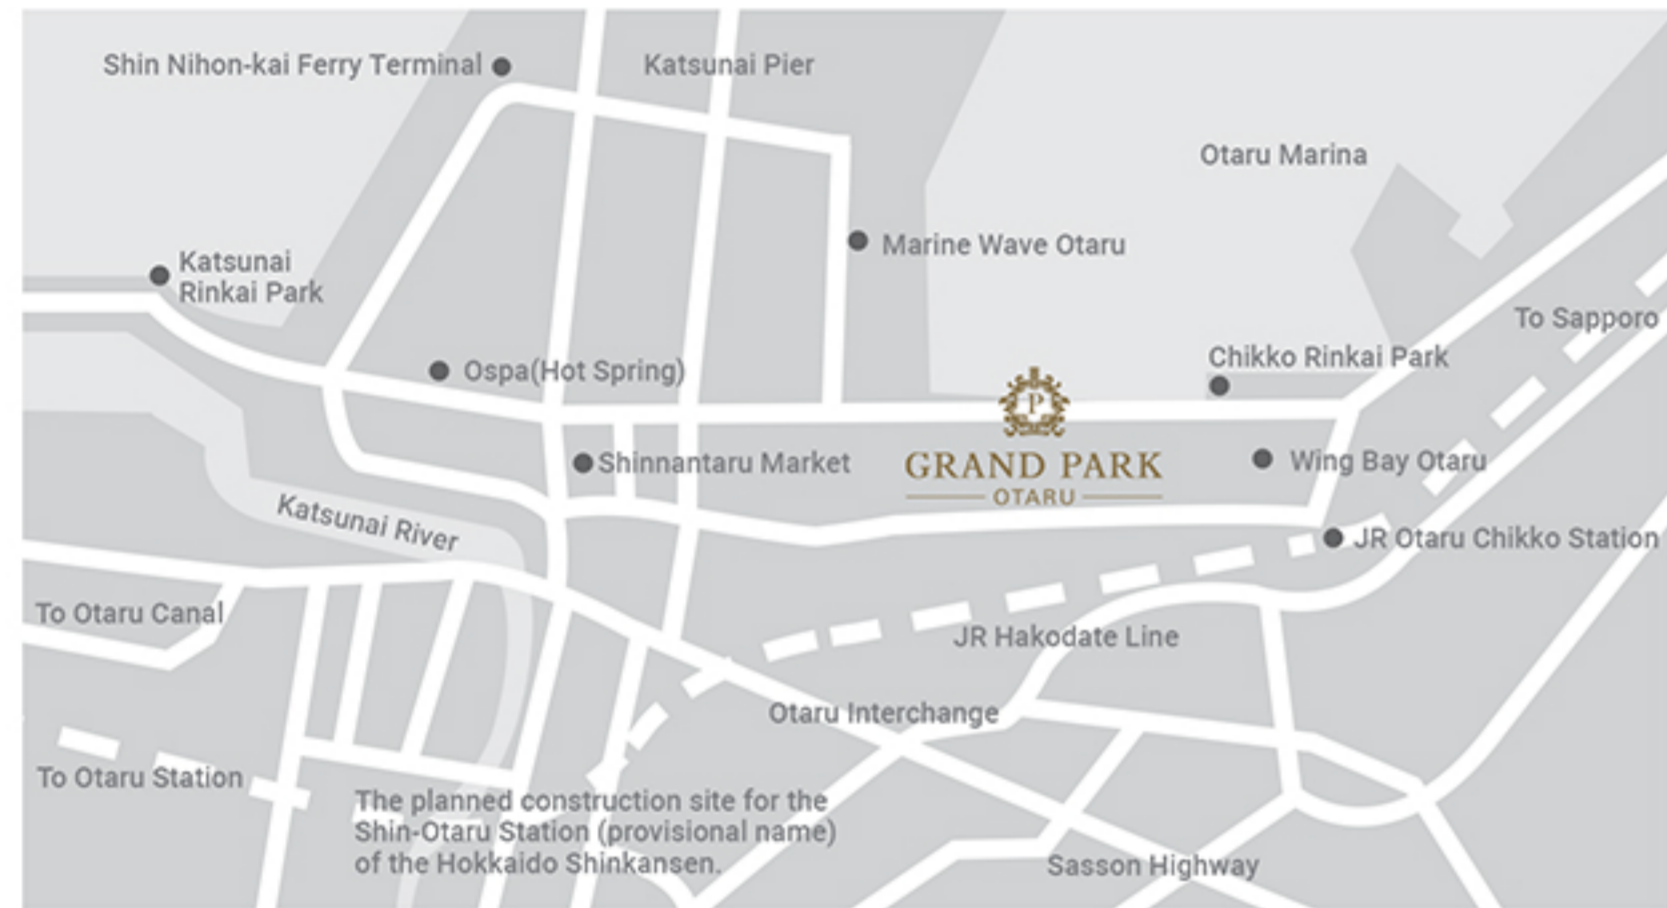 Shin Nihon-kai Ferry Terminal
Katsunai Pier
Otaru Marina
Marine Wave Otaru
Katsunai
Rinkai Park
To Sapporo
Chikko Rinkai Park
Ospa(Hot Spring)
P
GRAND PARK
OTARU
Shinnantaru Market
Wing Bay Otaru
Katsunai River
JR Otaru Chikko Station
To Otaru Canal
JR Hakodate Line
Otaru Interchange
To Otaru Station
The planned construction site for the
Shin-Otaru Station (provisional name)
of the Hokkaido Shinkansen.
Sasson Highway